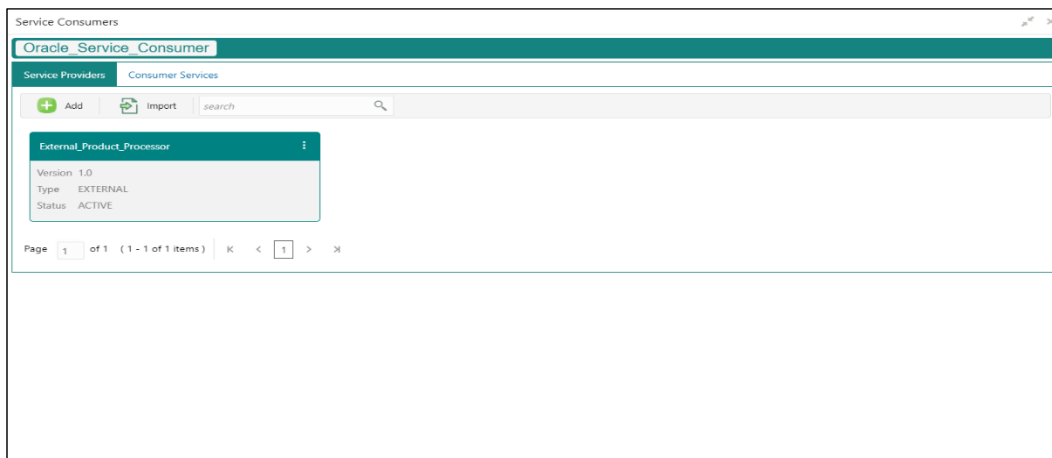 Service Consumers
Oracle_Service_Consumer
Service Providers Consumer Services
Add Import search
External_Product_Processor
Version 1.0
Type EXTERNAL
Status ACTIVE
Page 1 of 1 ( 1 - 1 of 1 items ) 1